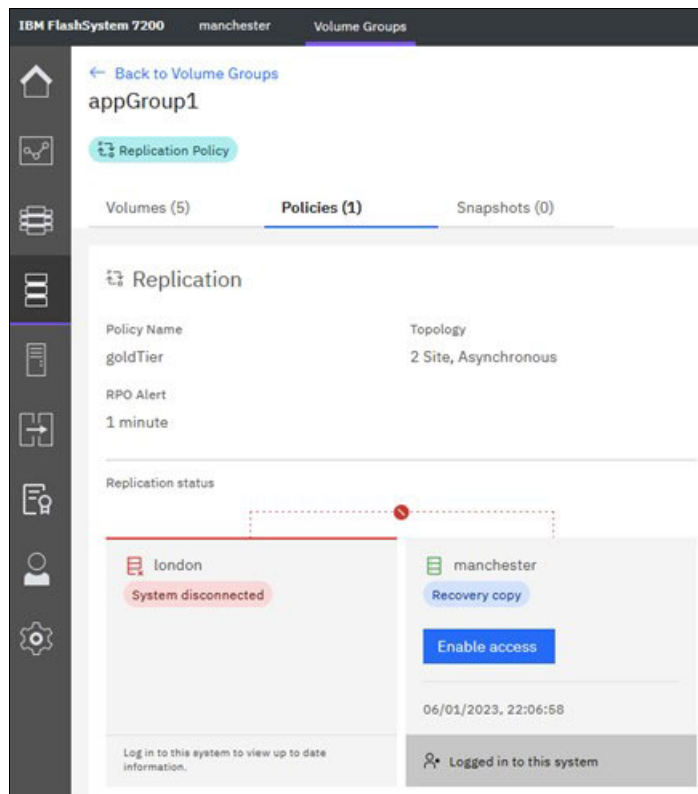 IBM FlashSystem 7200 manchester Volume Groups
← Back to Volume Groups
appGroup1
Replication Policy
Volumes (5) Policies (1) Snapshots (0)
Replication
Policy Name Topology
goldTier 2 Site, Asynchronous
RPO Alert
1 minute
Replication status
london manchester
System disconnected Recovery copy
Enable access
06/01/2023, 22:06:58
Log in to this system to view up to date
information.
Logged in to this system